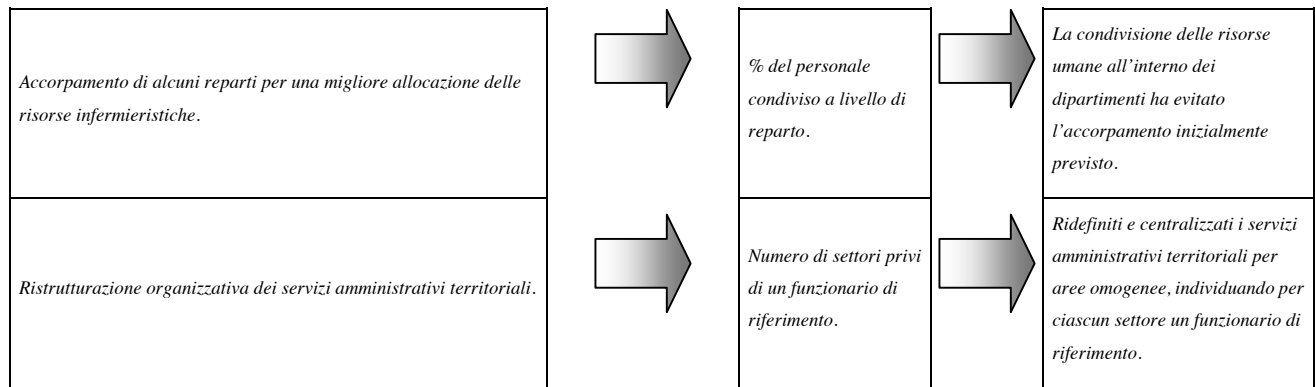 Accorpamento di alcuni reparti per una migliore allocazione delle
risorse infermieristiche.
% del personale
condiviso a livello di
reparto.
La condivisione delle risorse
umane all’interno dei
dipartimenti ha evitato
l’accorpamento inizialmente
previsto.
Ristrutturazione organizzativa dei servizi amministrativi territoriali.
Numero di settori privi
di un funzionario di
riferimento.
Ridefiniti e centralizzati i servizi
amministrativi territoriali per
aree omogenee, individuando per
ciascun settore un funzionario di
riferimento.